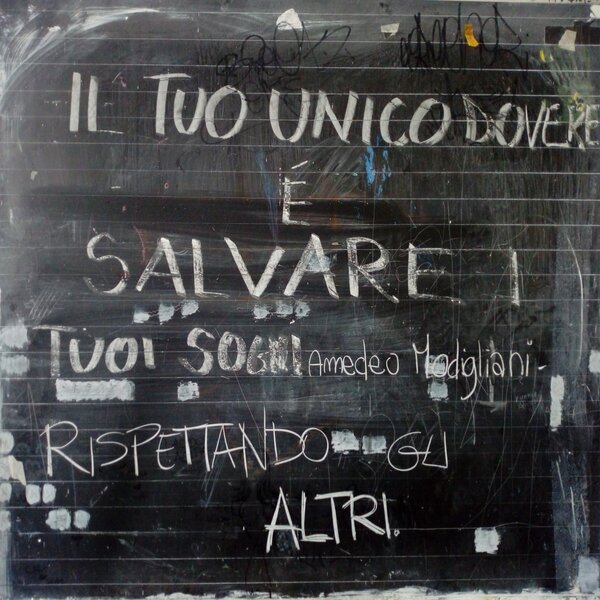 IL TUO UNICO DOVERE
É
SALVARE I
TUOI SOGNI Amedeo Modigliani-
RISPETTANDO GLI
ALTRI.